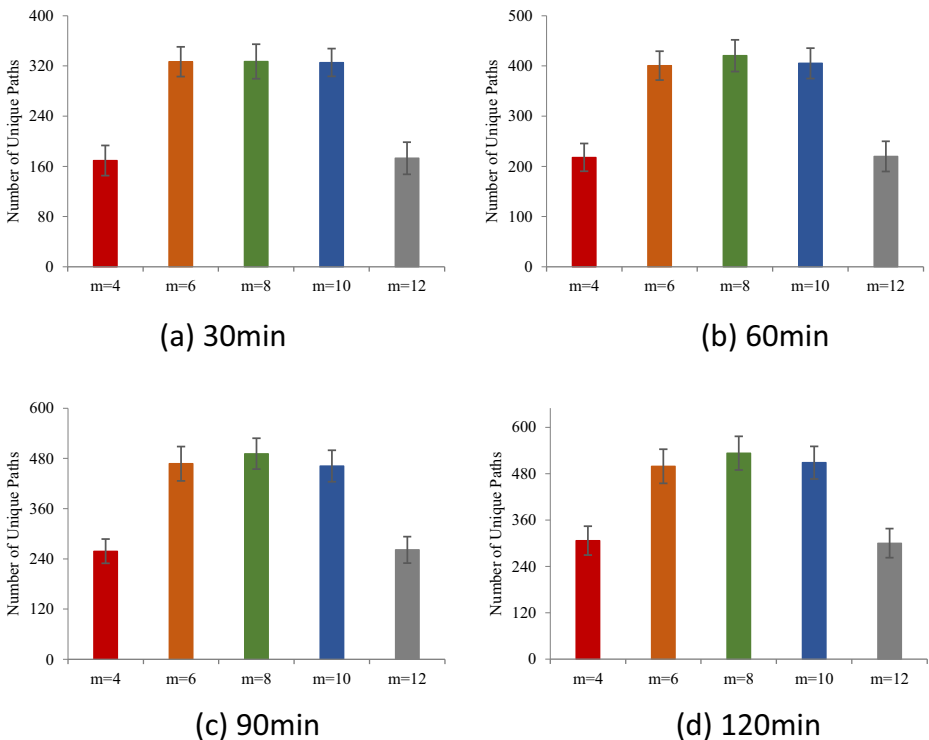 Number of Unique Paths
400
320
240
160
80
0
m=4 m=6 m=8 m=10 m=12
(a) 30min
Number of Unique Paths
500
400
300
200
100
0
m=4 m=6 m=8 m=10 m=12
(b) 60min
Number of Unique Paths
600
480
360
240
120
0
m=4 m=6 m=8 m=10 m=12
(c) 90min
Number of Unique Paths
600
480
360
240
120
0
m=4 m=6 m=8 m=10 m=12
(d) 120min